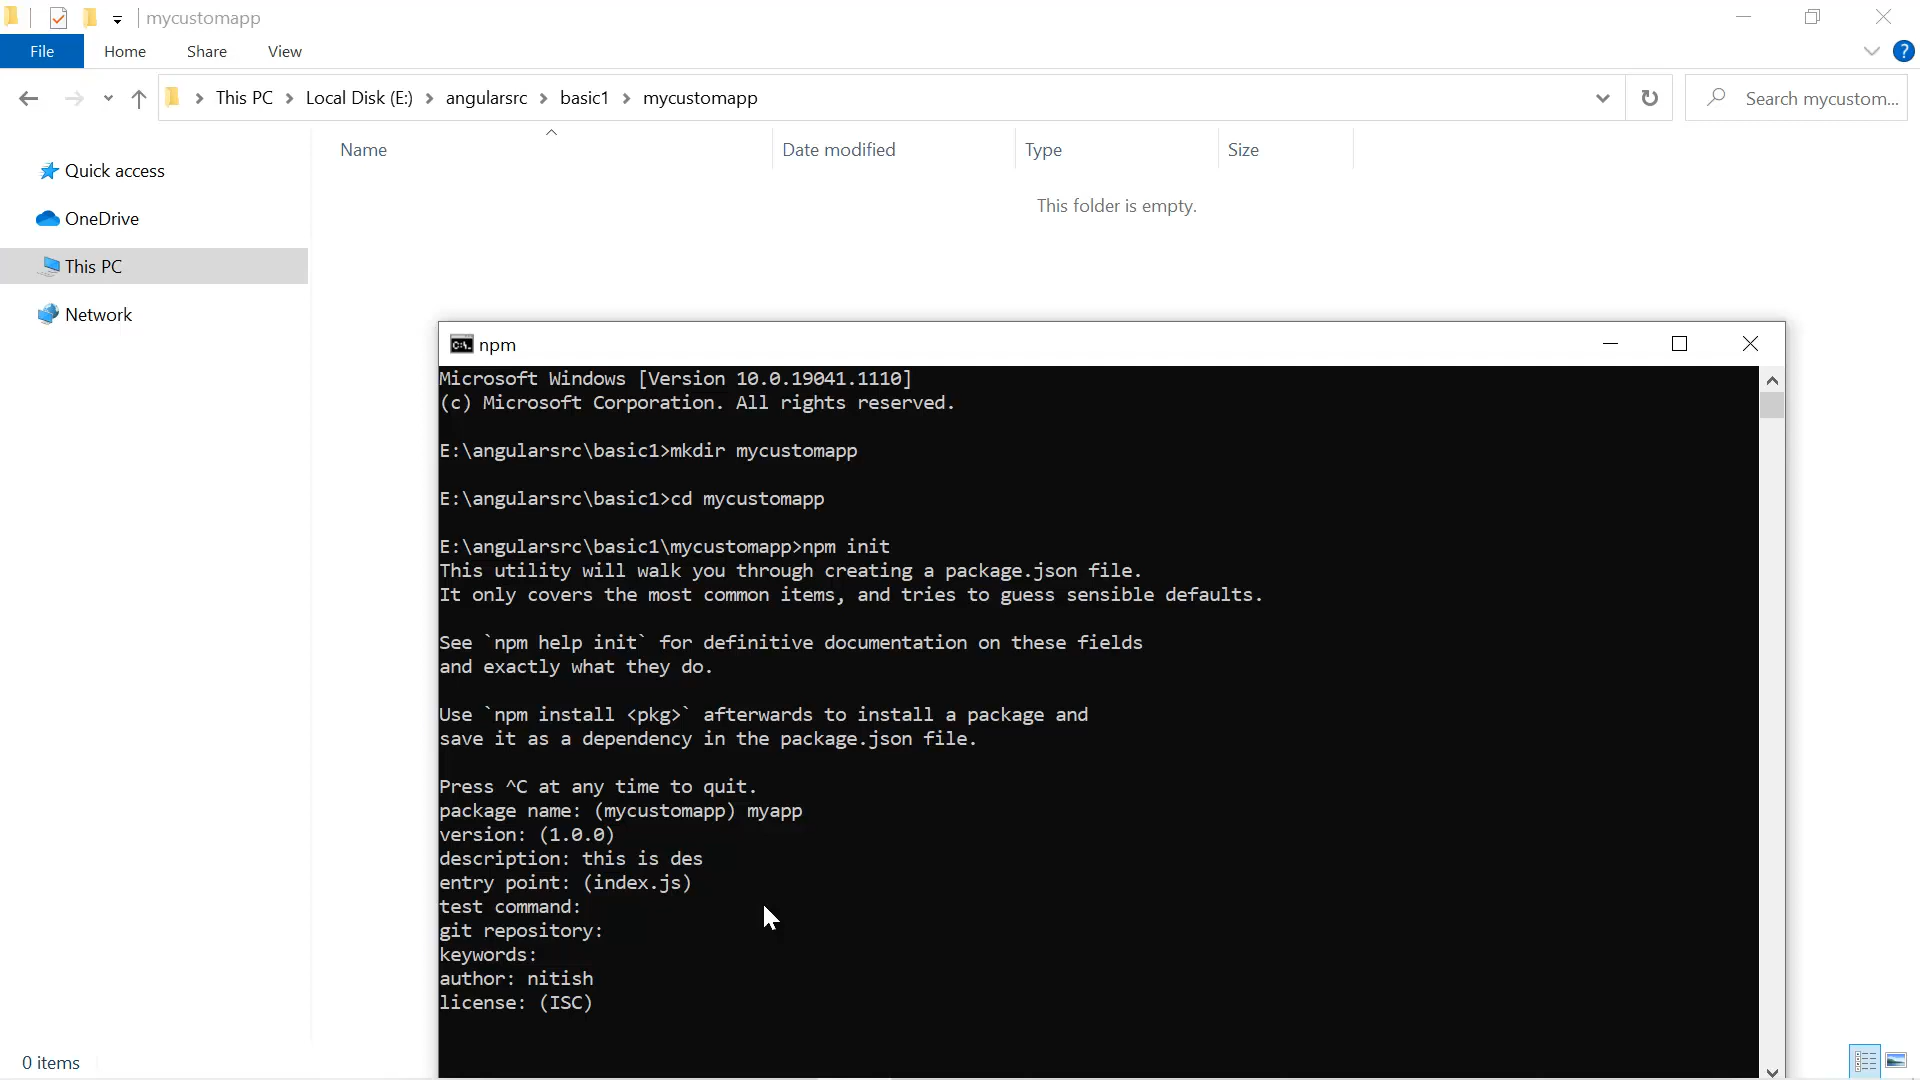 mycustomapp
File Home Share View
?
This PC Local Disk (E:) angularsrc basic1 mycustomapp
Search mycustom...
Name Date modified Type Size
This folder is empty.
Quick access
OneDrive
This PC
Network
C:\. npm
Microsoft Windows [Version 10.0.19041.1110]
(c) Microsoft Corporation. All rights reserved.
E:\angularsrc\basic1>mkdir mycustomapp
E:\angularsrc\basic1>cd mycustomapp
E:\angularsrc\basic1\mycustomapp>npm init
This utility will walk you through creating a package.json file.
It only covers the most common items, and tries to guess sensible defaults.
See `npm help init` for definitive documentation on these fields
and exactly what they do.
Use `npm install <pkg>` afterwards to install a package and
save it as a dependency in the package.json file.
Press ^C at any time to quit.
package name: (mycustomapp) myapp
version: (1.0.0)
description: this is des
entry point: (index.js)
test command:
git repository:
keywords:
author: nitish
license: (ISC)
0 items